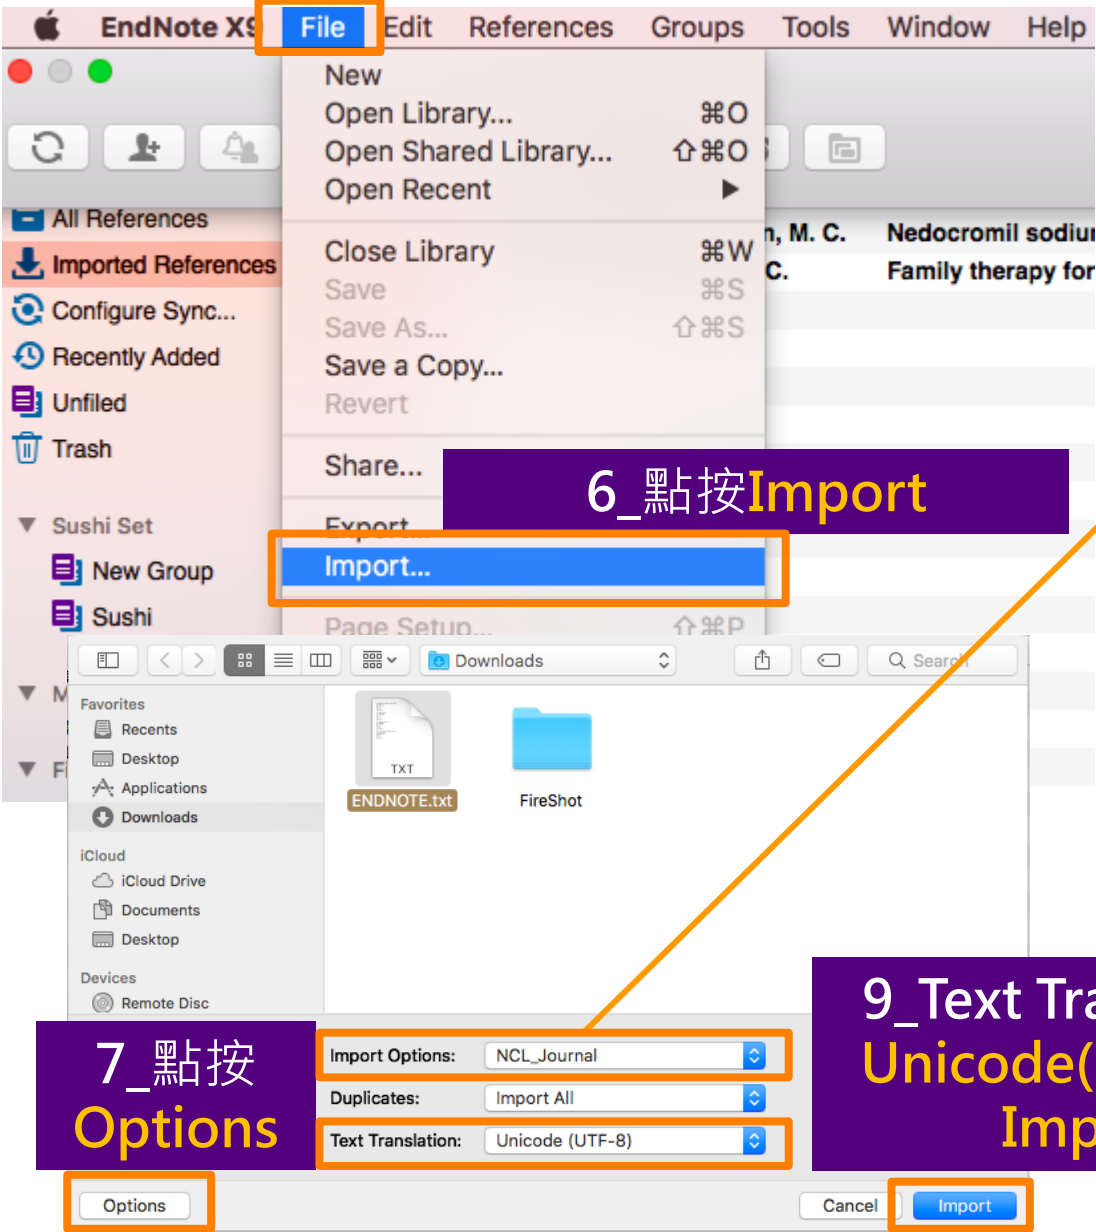 EndNote X9 File Edit References Groups Tools Window Help
New
Open Library... ⌘O
Open Shared Library... ⇧⌘O
Open Recent ▶
Close Library ⌘W
Save ⌘S
Save As... ⇧⌘S
Save a Copy...
Revert
Share...
Export...
Import...
Page Setup... ⇧⌘P
All References
Imported References
Configure Sync...
Recently Added
Unfiled
Trash
Sushi Set
New Group
Sushi
M
Fi
n, M. C. Nedocromil sodiu
C. Family therapy for
6_點按Import
Downloads
Search
Favorites
Recents
Desktop
Applications
Downloads
iCloud
iCloud Drive
Documents
Desktop
Devices
Remote Disc
TXT
ENDNOTE.txt
FireShot
7_點按
Options
Import Options: NCL_Journal
Duplicates: Import All
Text Translation: Unicode (UTF-8)
9_Text Tra
Unicode(
Imp
Options
Cancel
Import